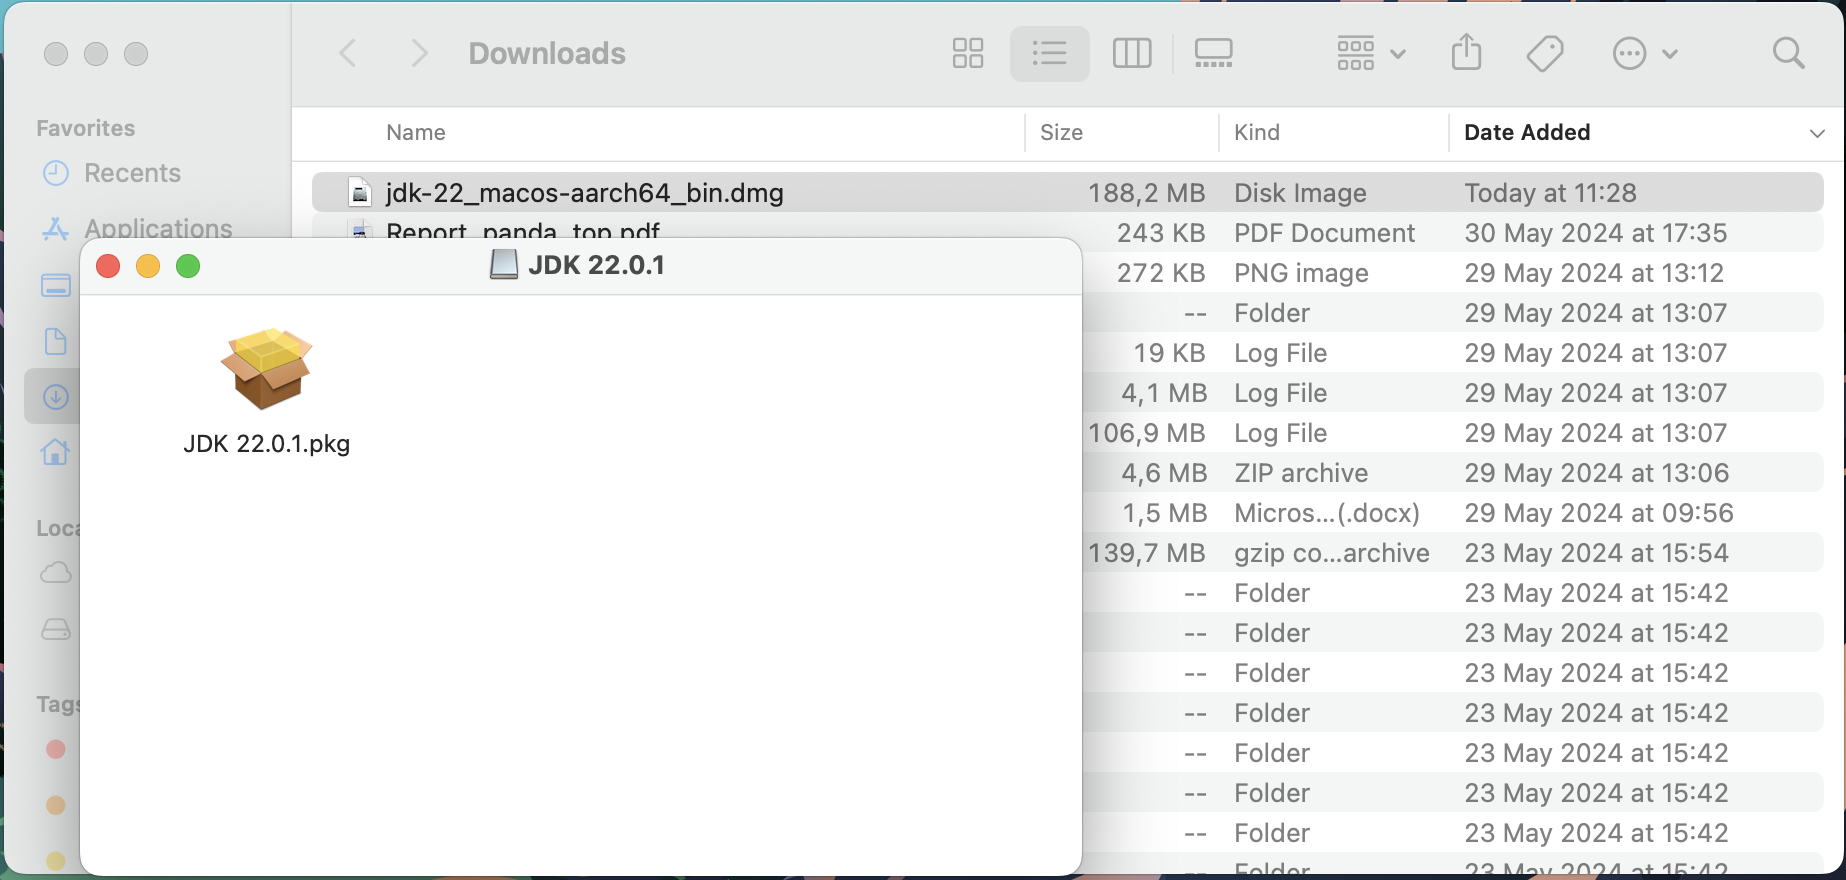 Downloads
Favorites
Recents
Applications
Loca
Tags
Name Size Kind Date Added
jdk-22_macos-aarch64_bin.dmg 188,2 MB Disk Image Today at 11:28
Report_panda_top.pdf 243 KB PDF Document 30 May 2024 at 17:35
272 KB PNG image 29 May 2024 at 13:12
-- Folder 29 May 2024 at 13:07
19 KB Log File 29 May 2024 at 13:07
4,1 MB Log File 29 May 2024 at 13:07
106,9 MB Log File 29 May 2024 at 13:07
4,6 MB ZIP archive 29 May 2024 at 13:06
1,5 MB Micros...(.docx) 29 May 2024 at 09:56
139,7 MB gzip co...archive 23 May 2024 at 15:54
-- Folder 23 May 2024 at 15:42
-- Folder 23 May 2024 at 15:42
-- Folder 23 May 2024 at 15:42
-- Folder 23 May 2024 at 15:42
-- Folder 23 May 2024 at 15:42
-- Folder 23 May 2024 at 15:42
-- Folder 23 May 2024 at 15:42
Folder 23 May 2024 at 15:42
JDK 22.0.1
JDK 22.0.1.pkg